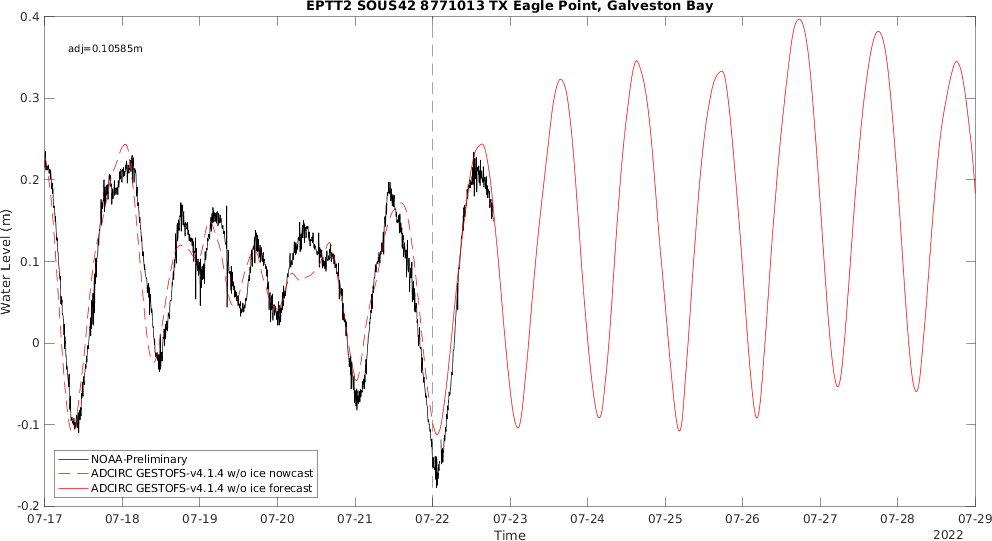 EPTT2 SOUS42 8771013 TX Eagle Point, Galveston Bay
adj=0.10585m
0.4
0.3
0.2
0.1
0
-0.1
-0.2
Water Level (m)
NOAA-Preliminary
ADCIRC GESTOFS-v4.1.4 w/o ice nowcast
ADCIRC GESTOFS-v4.1.4 w/o ice forecast
07-17 07-18 07-19 07-20 07-21 07-22 07-23 07-24 07-25 07-26 07-27 07-28 07-29
Time
2022